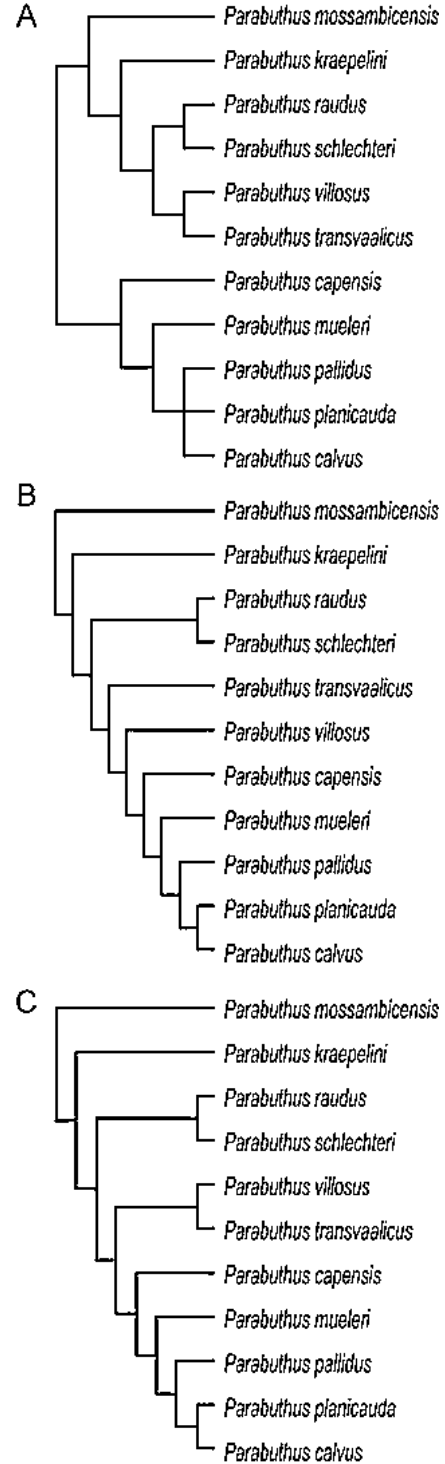 A
Parabuthus mossambicensis
Parabuthus kraepelini
Parabuthus raudus
Parabuthus schlechteri
Parabuthus villosus
Parabuthus transvaalicus
Parabuthus capensis
Parabuthus mueleri
Parabuthus pallidus
Parabuthus planicauda
Parabuthus calvus
B
Parabuthus mossambicensis
Parabuthus kraepelini
Parabuthus raudus
Parabuthus schlechteri
Parabuthus transvaalicus
Parabuthus villosus
Parabuthus capensis
Parabuthus mueleri
Parabuthus pallidus
Parabuthus planicauda
Parabuthus calvus
C
Parabuthus mossambicensis
Parabuthus kraepelini
Parabuthus raudus
Parabuthus schlechteri
Parabuthus villosus
Parabuthus transvaalicus
Parabuthus capensis
Parabuthus mueleri
Parabuthus pallidus
Parabuthus planicauda
Parabuthus calvus